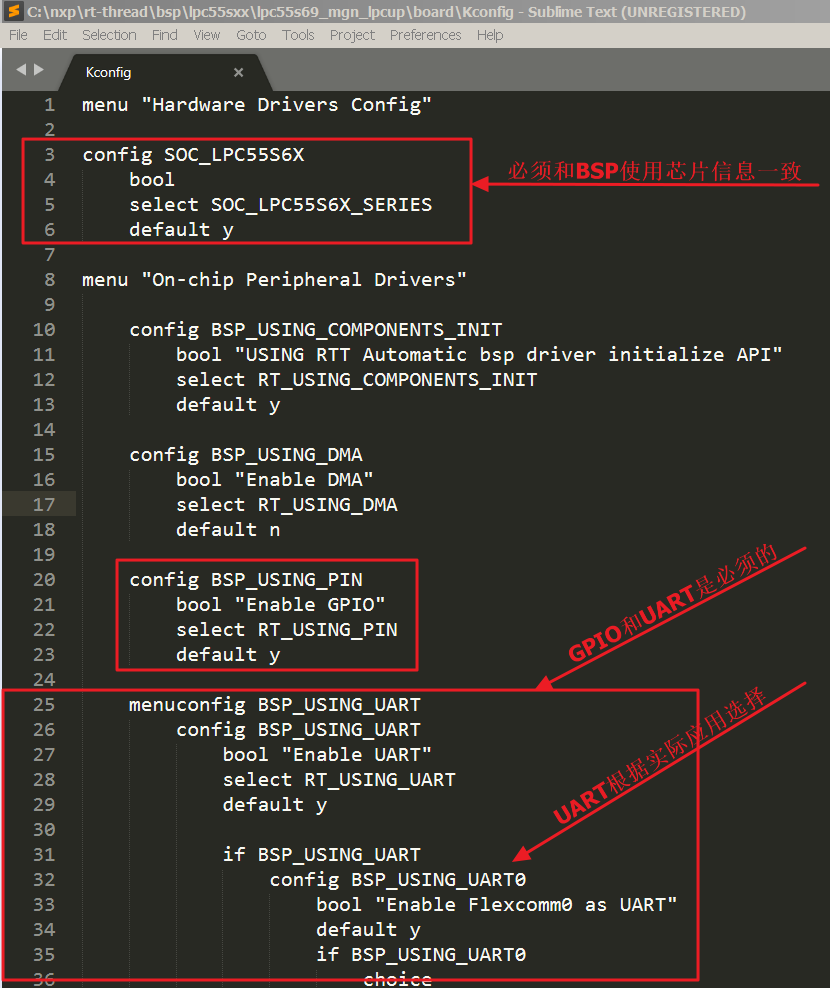 C:\nxp\rt-thread\bsp\lpc55sxx\lpc55s69_mgn_lpcup\board\Kconfig - Sublime Text (UNREGISTERED)
File Edit Selection Find View Goto Tools Project Preferences Help
Kconfig ×
1 menu "Hardware Drivers Config"
2
3 config SOC_LPC55S6X
4 bool
必须和BSP使用芯片信息一致
5 select SOC_LPC55S6X_SERIES
6 default y
7
8 menu "On-chip Peripheral Drivers"
9
10 config BSP_USING_COMPONENTS_INIT
11 bool "USING RTT Automatic bsp driver initialize API"
12 select RT_USING_COMPONENTS_INIT
13 default y
14
15 config BSP_USING_DMA
16 bool "Enable DMA"
17 select RT_USING_DMA
18 default n
19
20 config BSP_USING_PIN
21 bool "Enable GPIO"
22 select RT_USING_PIN
23 default y
GPIO和UART是必须的
24
25 menuconfig BSP_USING_UART
26 config BSP_USING_UART
27 bool "Enable UART"
28 select RT_USING_UART
29 default y
UART根据实际应用选择
30
31 if BSP_USING_UART
32 config BSP_USING_UART0
33 bool "Enable Flexcomm0 as UART"
34 default y
35 if BSP_USING_UART0
36 choice